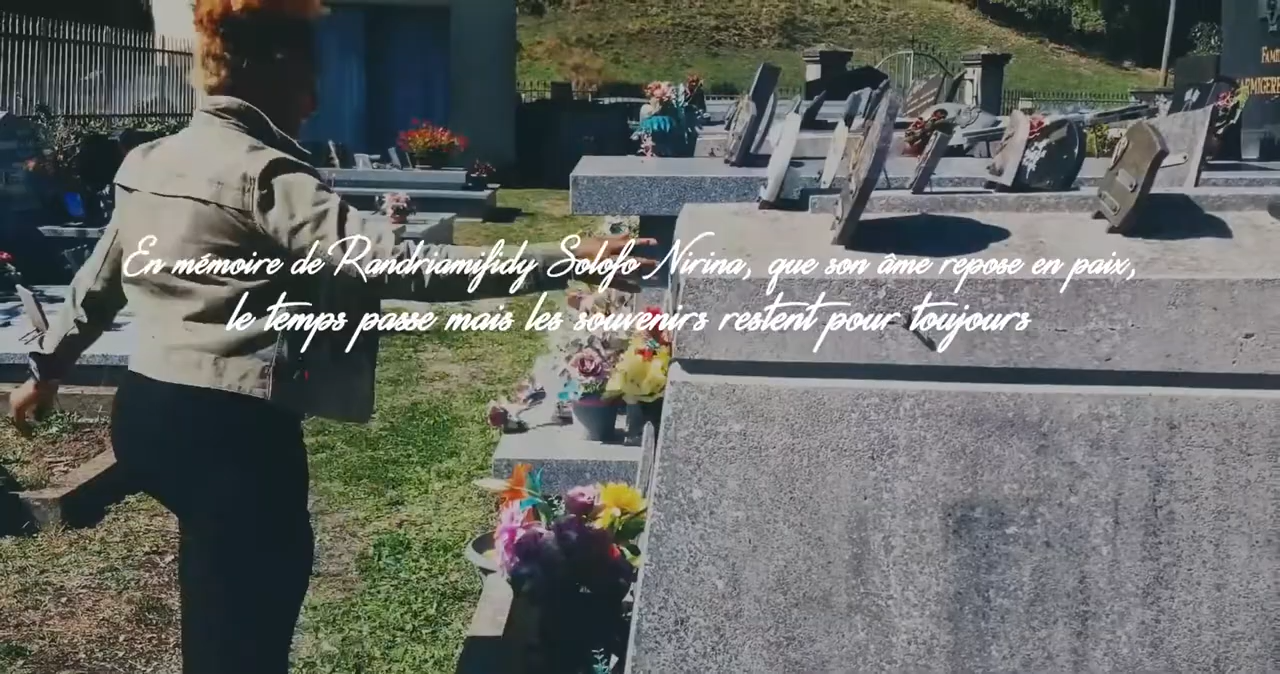 En mémoire de Randriamifidy Solofo Nirina, que son âme repose en paix,
le temps passe mais les souvenirs restent pour toujours